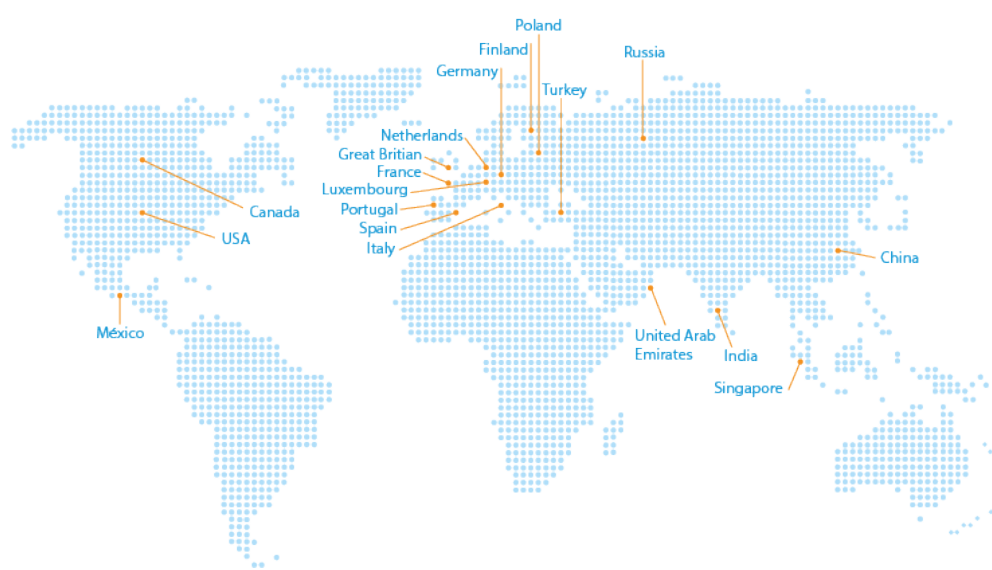 Poland
Finland
Russia
Germany
Turkey
Netherlands
Great Britian
France
Luxembourg
Portugal
Canada
Spain
USA
Italy
China
México
United Arab
Emirates
India
Singapore